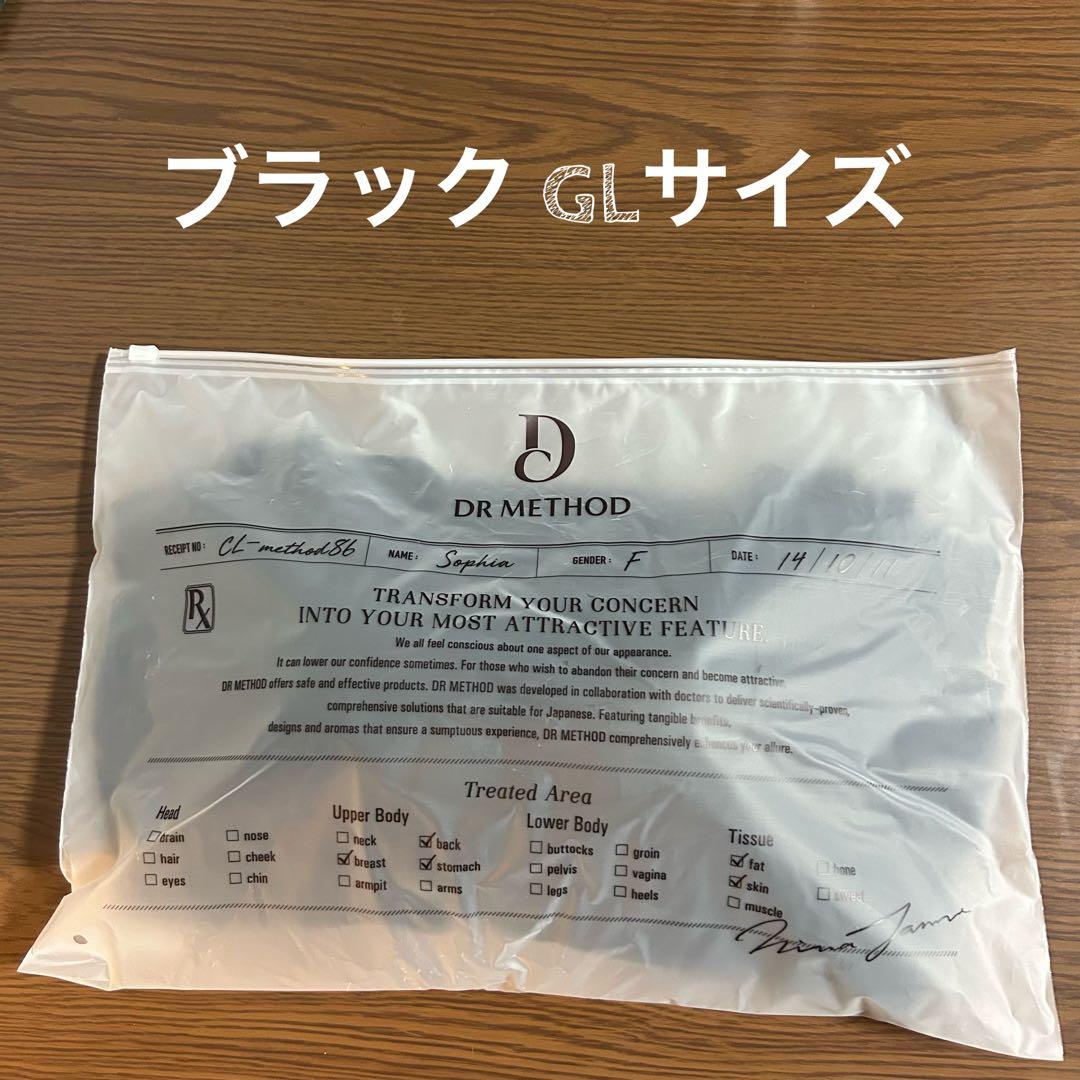 ブラック GLサイズ
DC
DR METHOD
RECEIPT NO: CL-method86 NAME: Sophia GENDER: F DATE: 14/10/11
Rx
TRANSFORM YOUR CONCERN
INTO YOUR MOST ATTRACTIVE FEATURE.
We all feel conscious about one aspect of our appearance.
It can lower our confidence sometimes. For those who wish to abandon their concern and become attractive,
DR METHOD offers safe and effective products. DR METHOD was developed in collaboration with doctors to deliver scientifically-proven,
comprehensive solutions that are suitable for Japanese. Featuring tangible benefits,
designs and aromas that ensure a sumptuous experience, DR METHOD comprehensively enhances your allure.
Treated Area
Head
brain nose
hair cheek
eyes chin
Upper Body
neck back
breast stomach
armpit arms
Lower Body
buttocks groin
pelvis vagina
legs heels
Tissue
fat bone
skin sweat
muscle